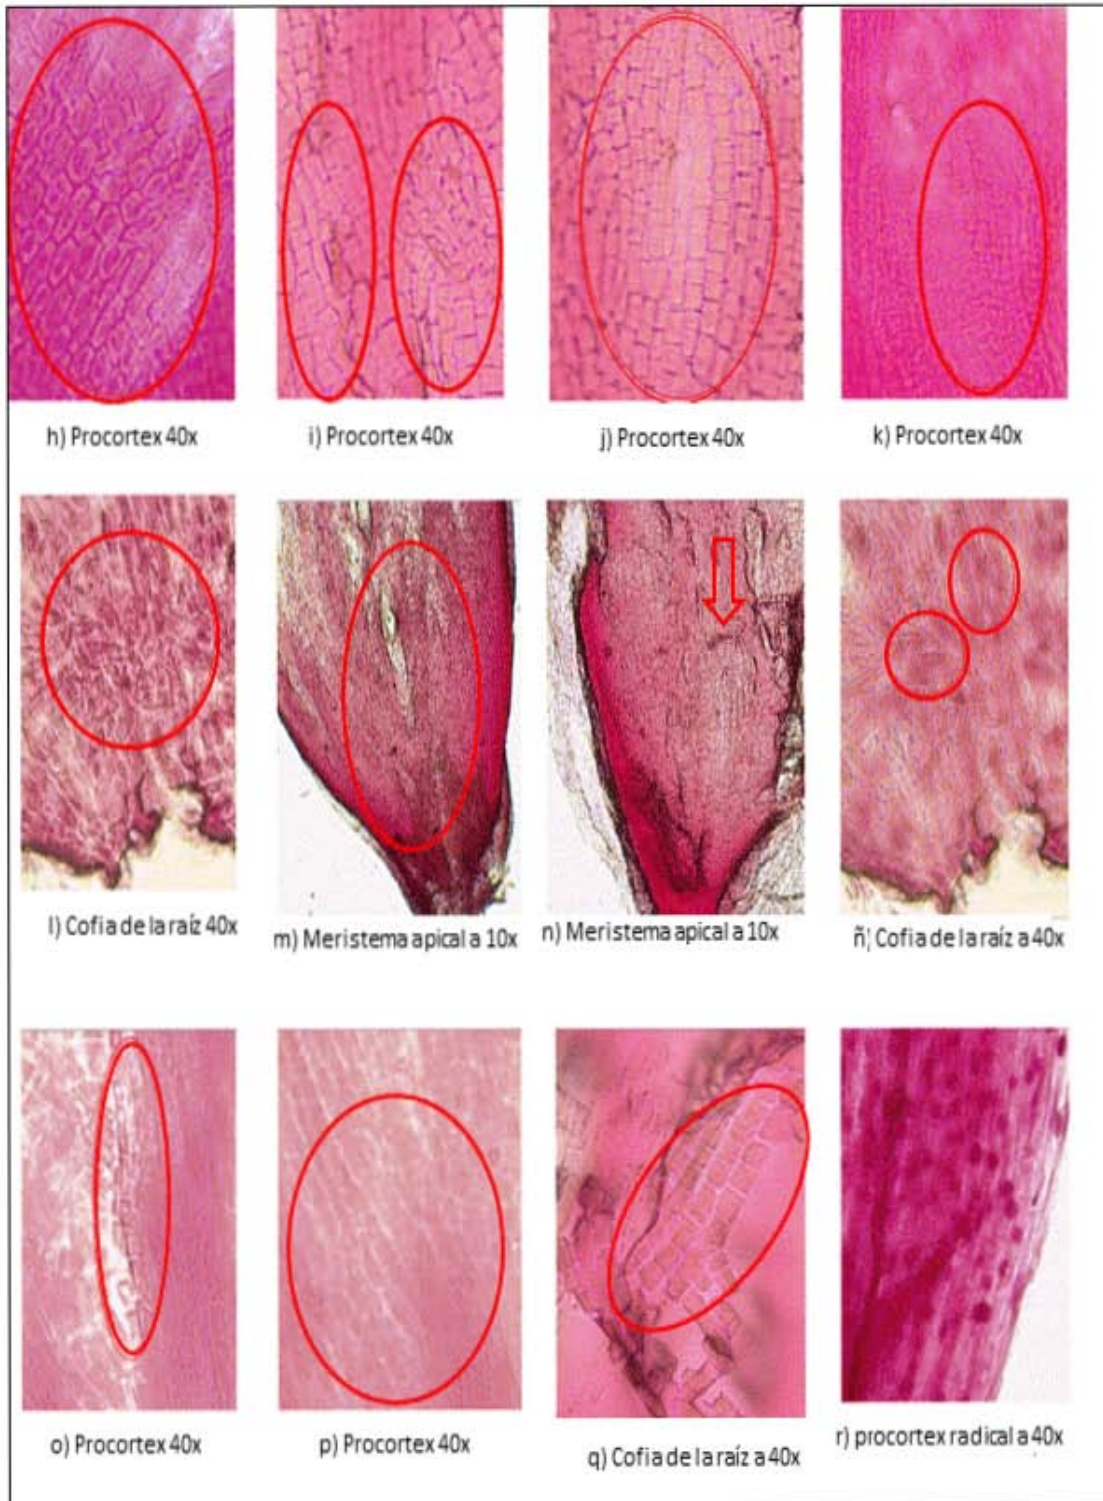 h) Procortex 40x
i) Procortex 40x
j) Procortex 40x
k) Procortex 40x
l) Cofia de la raíz 40x
m) Meristema apical a 10x
n) Meristema apical a 10x
ñ) Cofia de la raíz a 40x
o) Procortex 40x
p) Procortex 40x
q) Cofia de la raíz a 40x
r) procortex radical a 40x